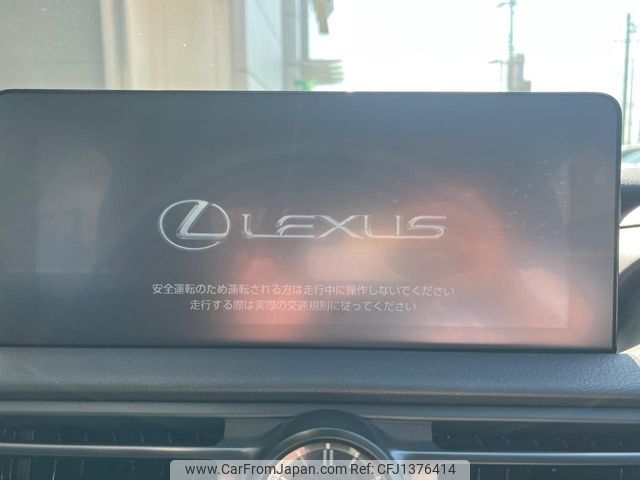 LEXUS
安全運転のため運転される方は走行中に操作しないでください
走行する際は実際の交通規制に従ってください
www.CarFromJapan.com - Stock No: CFJ1376414